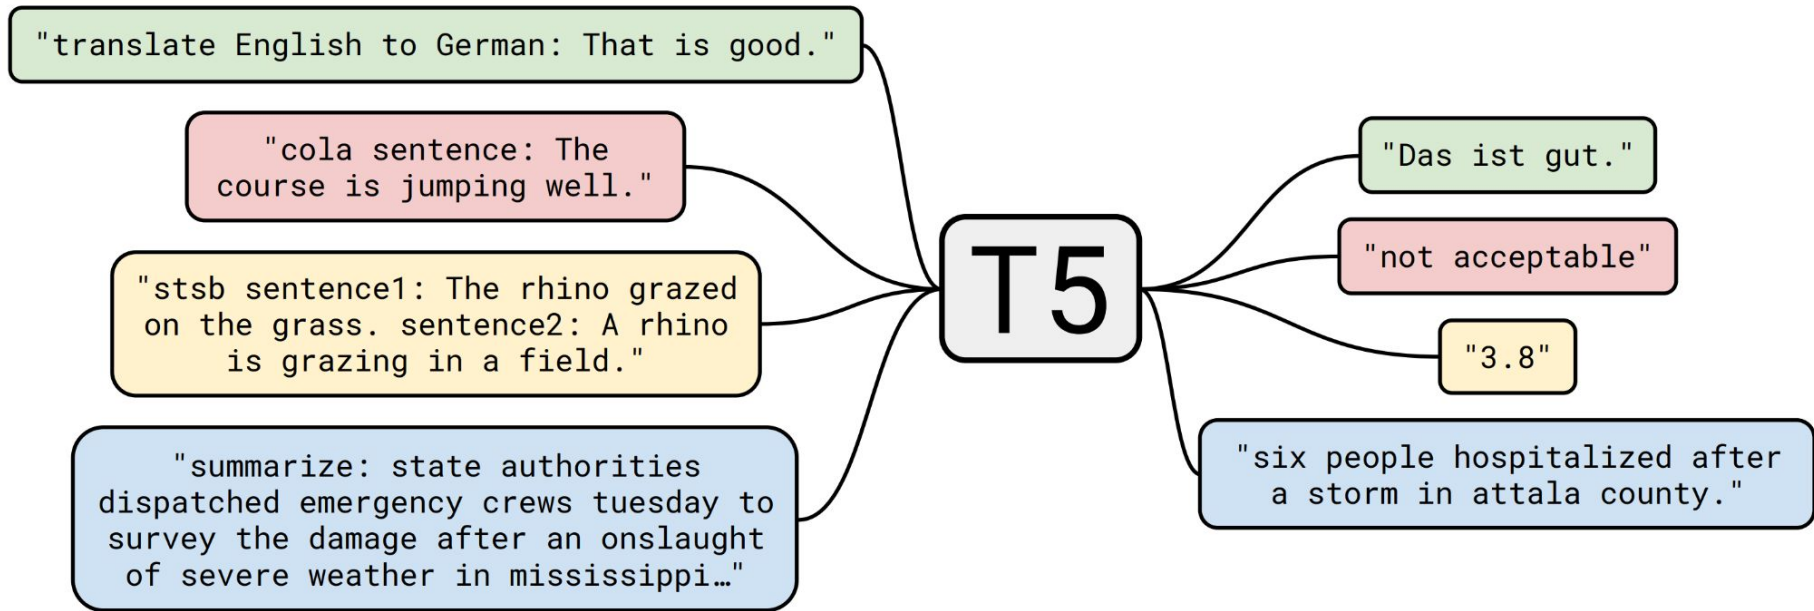 "translate English to German: That is good."
"cola sentence: The
course is jumping well."
"stsb sentence1: The rhino grazed
on the grass. sentence2: A rhino
is grazing in a field."
"summarize: state authorities
dispatched emergency crews tuesday to
survey the damage after an onslaught
of severe weather in mississippi…"
T5
"Das ist gut."
"not acceptable"
"3.8"
"six people hospitalized after
a storm in attala county."